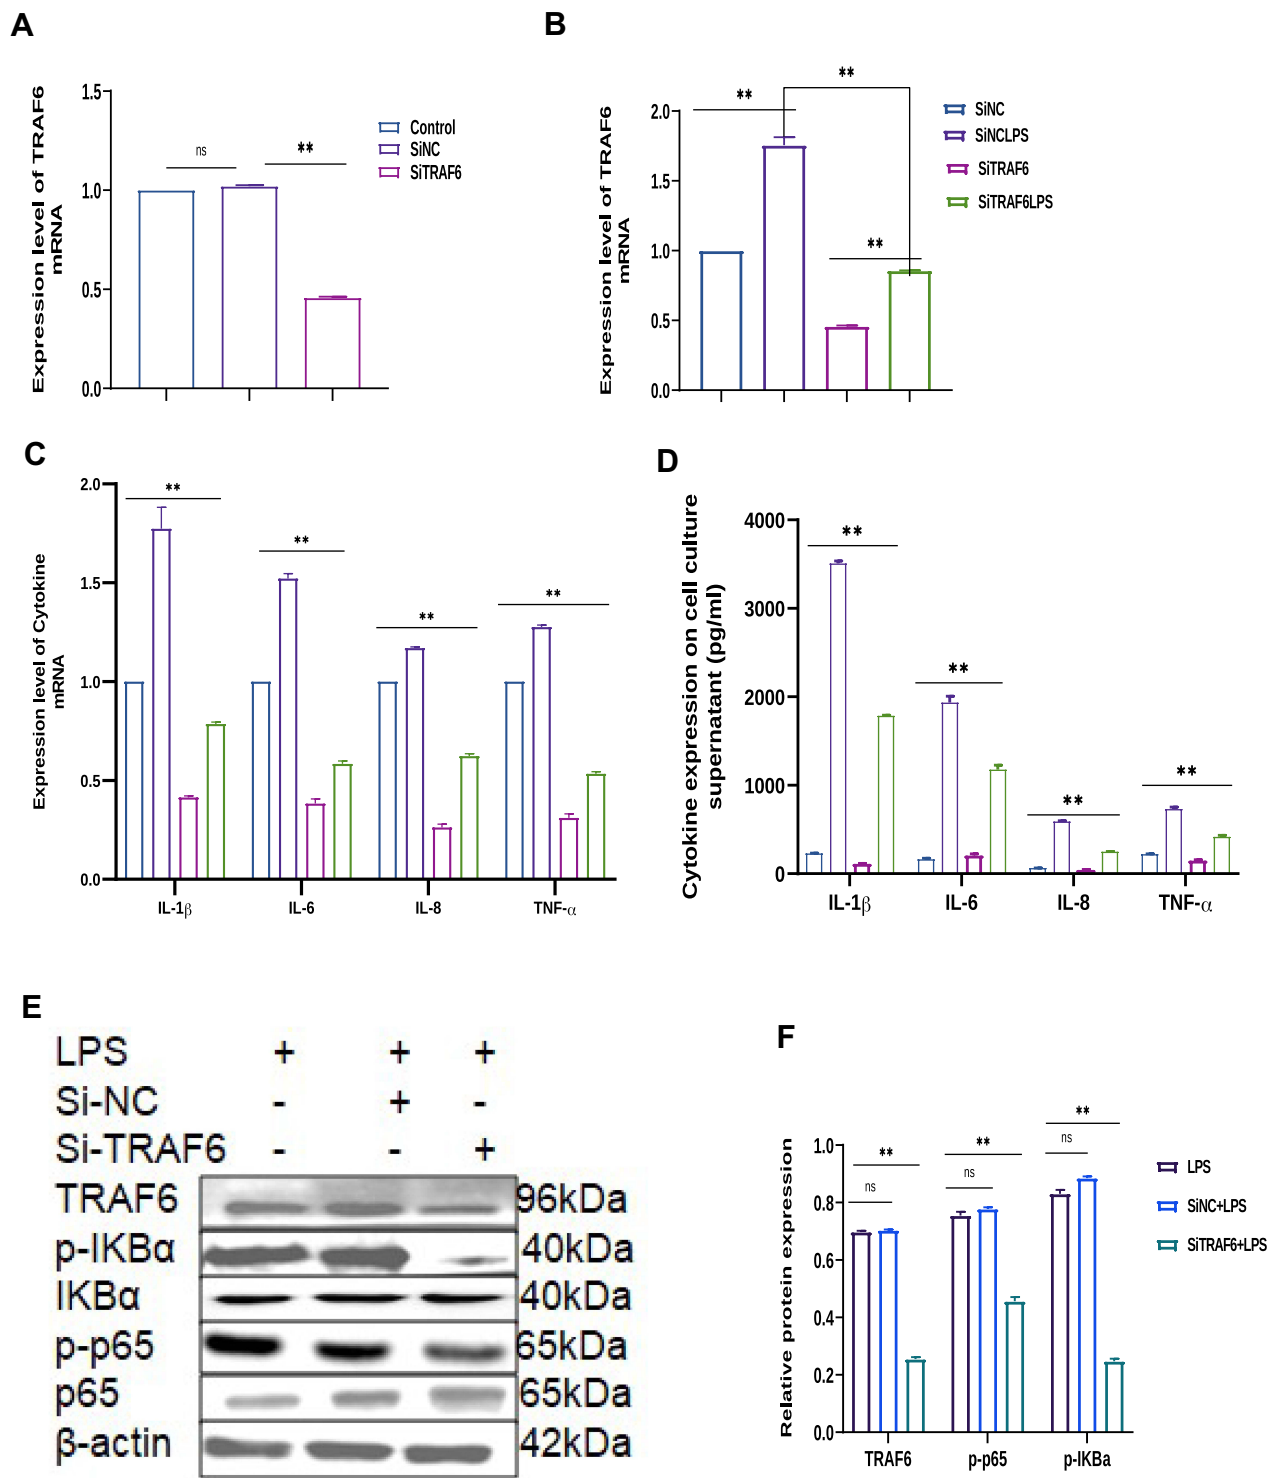 A
Expression level of TRAF6
mRNA
1.5
1.0
0.5
0.0
ns
**
Control
SiNC
SiTRAF6
B
Expression level of TRAF6
mRNA
2.0
1.5
1.0
0.5
0.0
**
**
**
SiNC
SiNCLPS
SiTRAF6
SiTRAF6LPS
C
Expression level of Cytokine
mRNA
2.0
1.5
1.0
0.5
0.0
**
**
**
**
IL-1β IL-6 IL-8 TNF-α
D
Cytokine expression on cell culture
supernatant (pg/ml)
4000
3000
2000
1000
0
**
**
**
**
IL-1β IL-6 IL-8 TNF-α
E
LPS + + +
Si-NC - + -
Si-TRAF6 - - +
TRAF6 96kDa
p-IKBα 40kDa
IKBα 40kDa
p-p65 65kDa
p65 65kDa
β-actin 42kDa
F
Relative protein expression
1.0
0.8
0.6
0.4
0.2
0.0
**
ns
**
ns
**
ns
TRAF6 p-p65 p-IKBa
LPS
SiNC+LPS
SiTRAF6+LPS